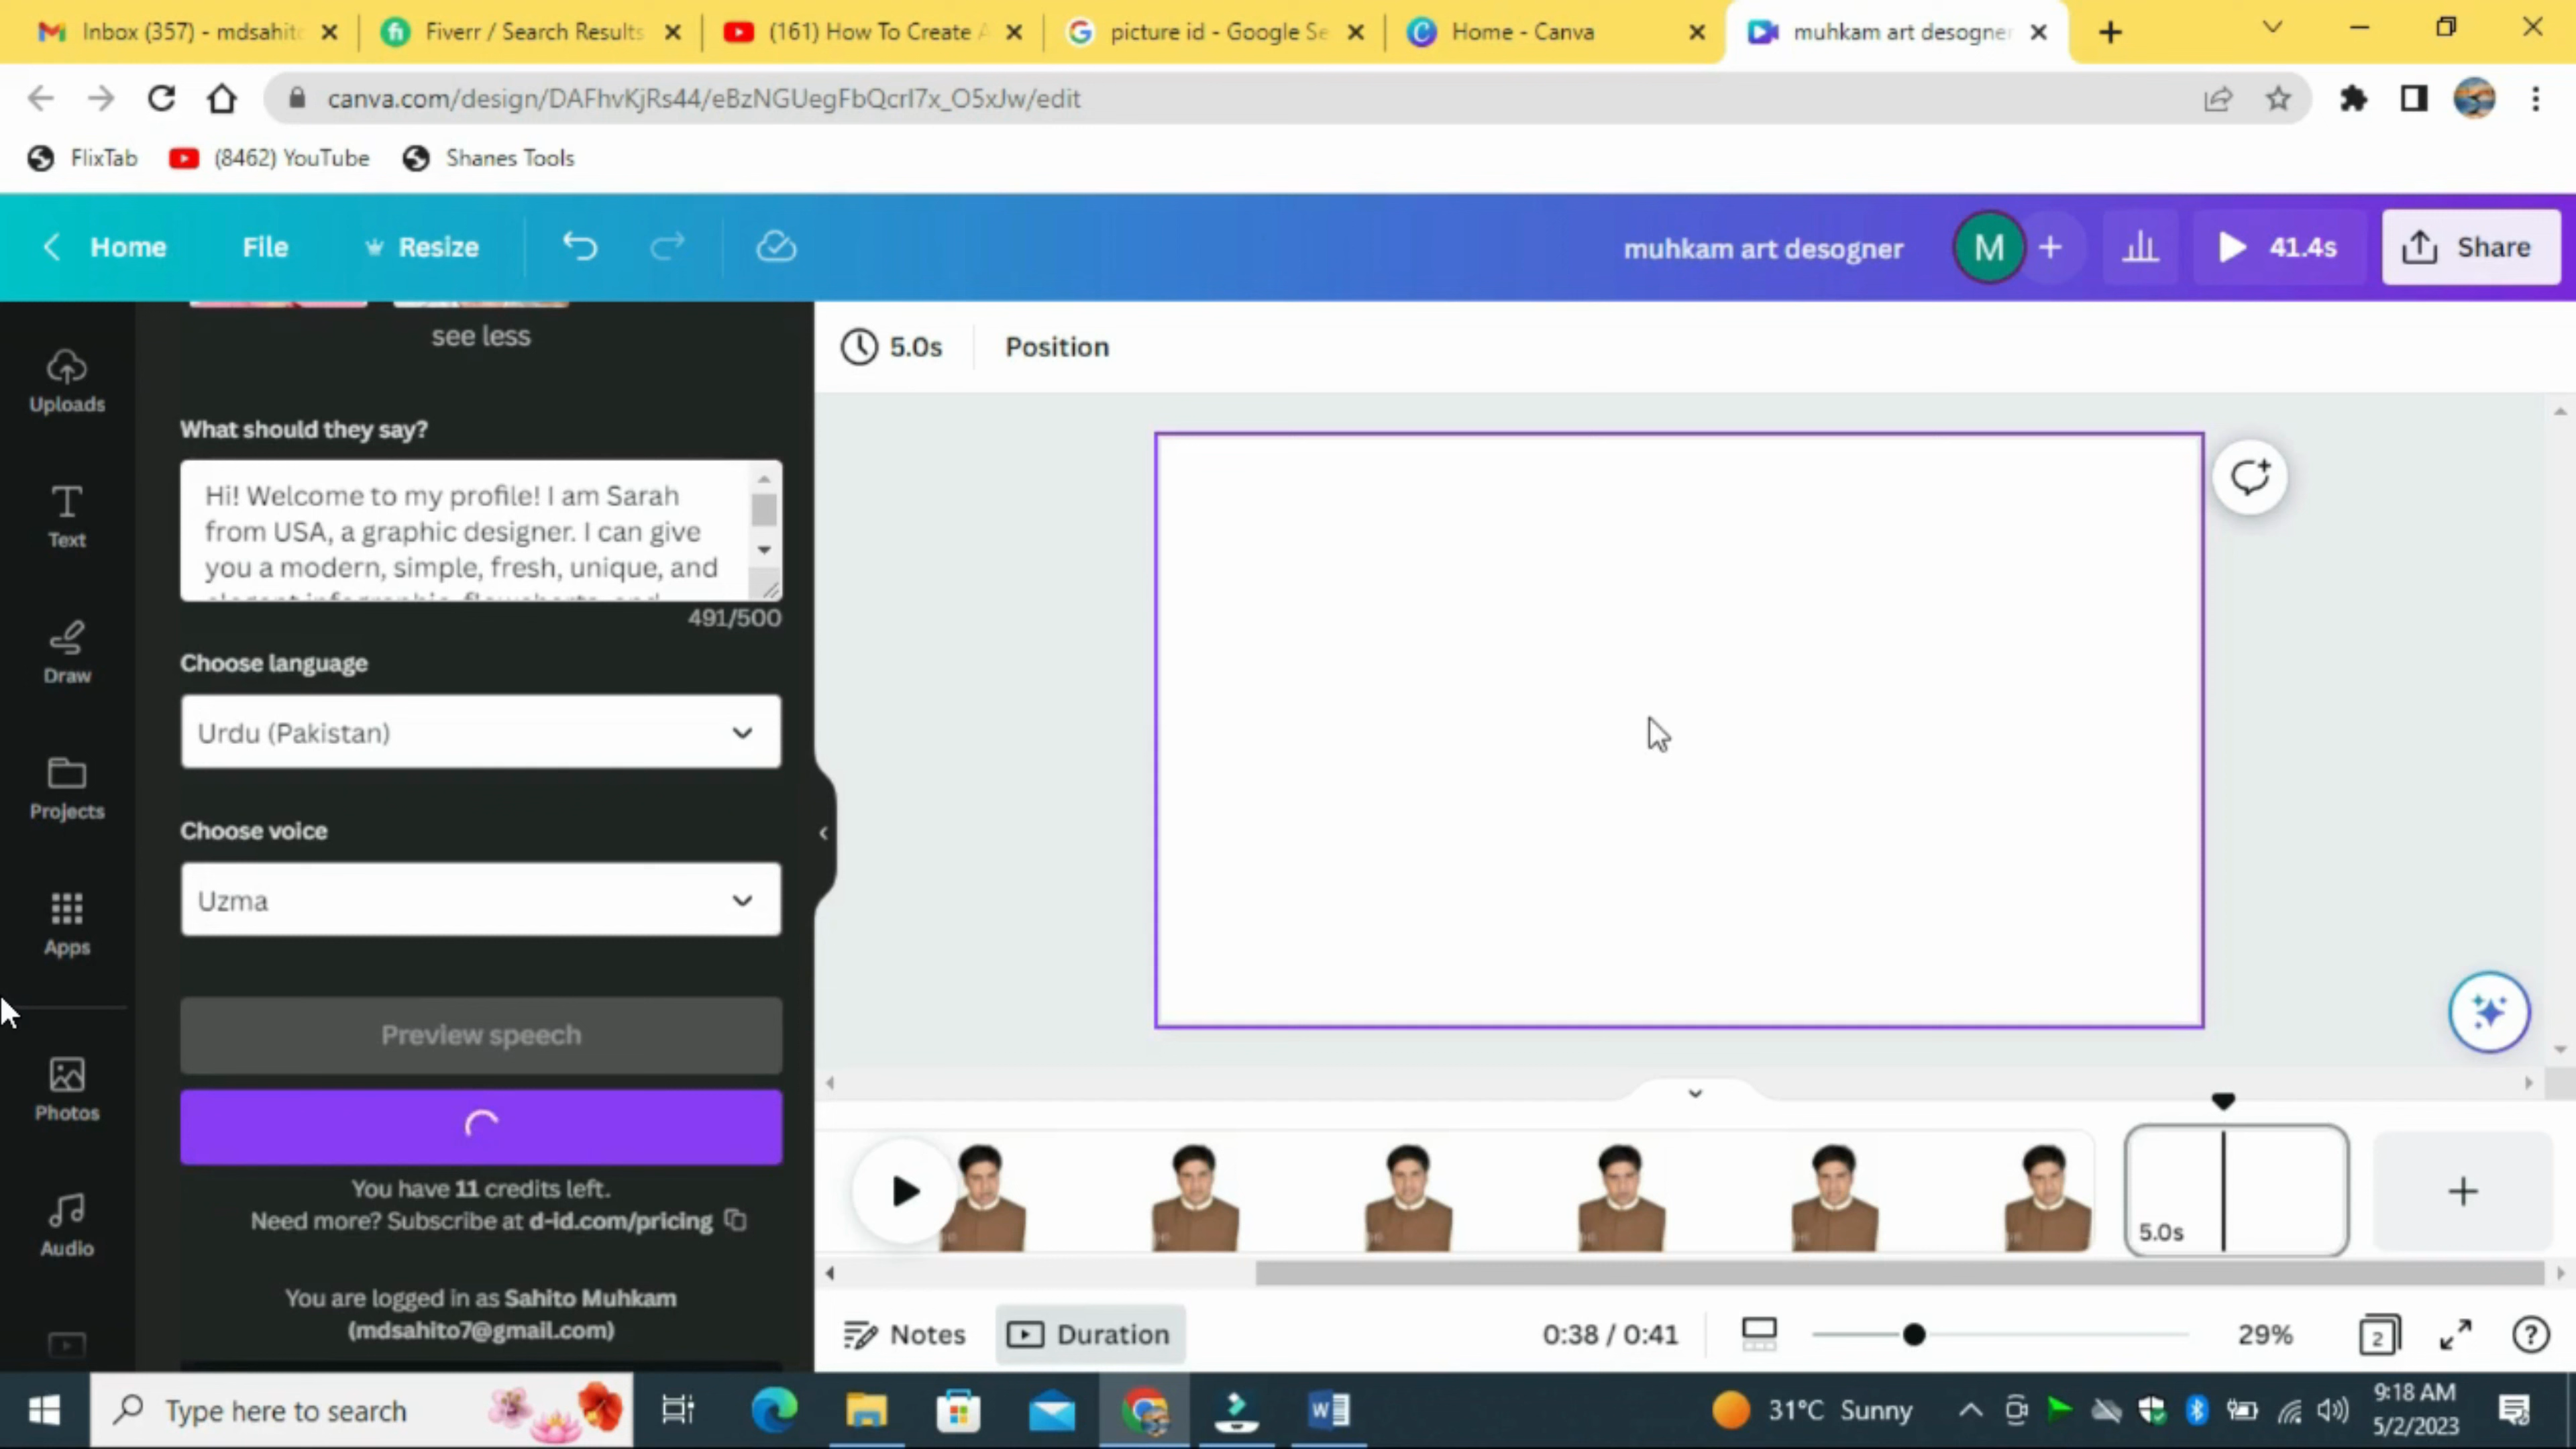 Inbox (357) - mdsahito
Fiverr / Search Results
(161) How To Create A
picture id - Google Se
Home - Canva
muhkam art desogner
canva.com/design/DAFhvKjRs44/eBzNGUegFbQcrI7x_O5xJw/edit
FlixTab
(8462) YouTube
Shanes Tools
Home
File
Resize
muhkam art desogner
M
41.4s
Share
see less
5.0s
Position
Uploads
What should they say?
Hi! Welcome to my profile! I am Sarah
from USA, a graphic designer. I can give
you a modern, simple, fresh, unique, and
elegant infographic, flowcharts, and
491/500
Text
Choose language
Draw
Urdu (Pakistan)
Projects
Choose voice
Uzma
Apps
Preview speech
Photos
You have 11 credits left.
Need more? Subscribe at d-id.com/pricing
Audio
5.0s
You are logged in as Sahito Muhkam
(mdsahito7@gmail.com)
Notes
Duration
0:38 / 0:41
29%
2
Type here to search
31°C Sunny
9:18 AM
5/2/2023